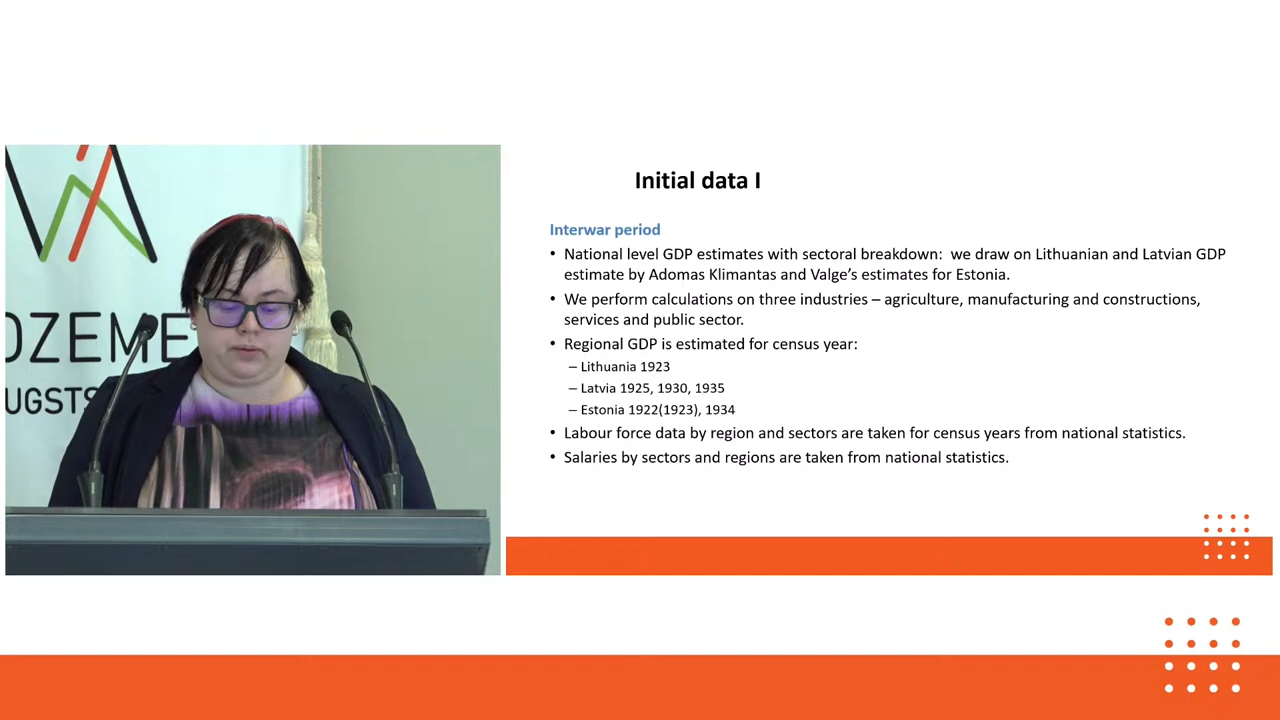 OZEME
UGSTS
Initial data I
Interwar period
• National level GDP estimates with sectoral breakdown: we draw on Lithuanian and Latvian GDP
estimate by Adomas Klimantas and Valge’s estimates for Estonia.
• We perform calculations on three industries – agriculture, manufacturing and constructions,
services and public sector.
• Regional GDP is estimated for census year:
– Lithuania 1923
– Latvia 1925, 1930, 1935
– Estonia 1922(1923), 1934
• Labour force data by region and sectors are taken for census years from national statistics.
• Salaries by sectors and regions are taken from national statistics.